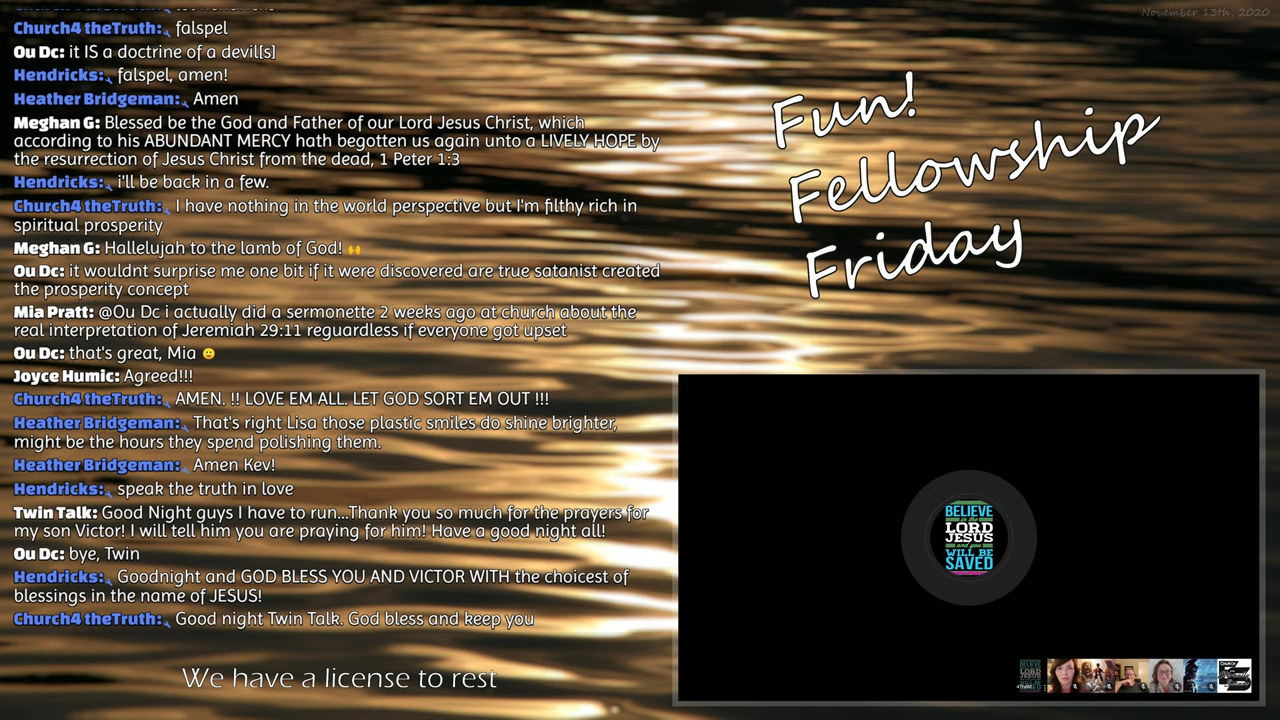 Church4 theTruth: falspel
Ou Dc: it IS a doctrine of a devil[s]
Hendricks: falspel, amen!
Heather Bridgeman: Amen
Meghan G: Blessed be the God and Father of our Lord Jesus Christ, which
according to his ABUNDANT MERCY hath begotten us again unto a LIVELY HOPE by
the resurrection of Jesus Christ from the dead, 1 Peter 1:3
Hendricks: i'll be back in a few.
Church4 theTruth: I have nothing in the world perspective but I'm filthy rich in
spiritual prosperity
Meghan G: Hallelujah to the lamb of God! 🙌
Ou Dc: it wouldnt surprise me one bit if it were discovered are true satanist created
the prosperity concept
Mia Pratt: @Ou Dc i actually did a sermonette 2 weeks ago at church about the
real interpretation of Jeremiah 29:11 reguardless if everyone got upset
Ou Dc: that's great, Mia 🙂
Joyce Humic: Agreed!!!
Church4 theTruth: AMEN. !! LOVE EM ALL. LET GOD SORT EM OUT !!!
Heather Bridgeman: That's right Lisa those plastic smiles do shine brighter,
might be the hours they spend polishing them.
Heather Bridgeman: Amen Kev!
Hendricks: speak the truth in love
Twin Talk: Good Night guys I have to run...Thank you so much for the prayers for
my son Victor! I will tell him you are praying for him! Have a good night all!
Ou Dc: bye, Twin
Hendricks: Goodnight and GOD BLESS YOU AND VICTOR WITH the choicest of
blessings in the name of JESUS!
Church4 theTruth: Good night Twin Talk. God bless and keep you
We have a license to rest
November 13th, 2020
Fun!
Fellowship
Friday
BELIEVE
in the
LORD
JESUS
and you
WILL BE
SAVED